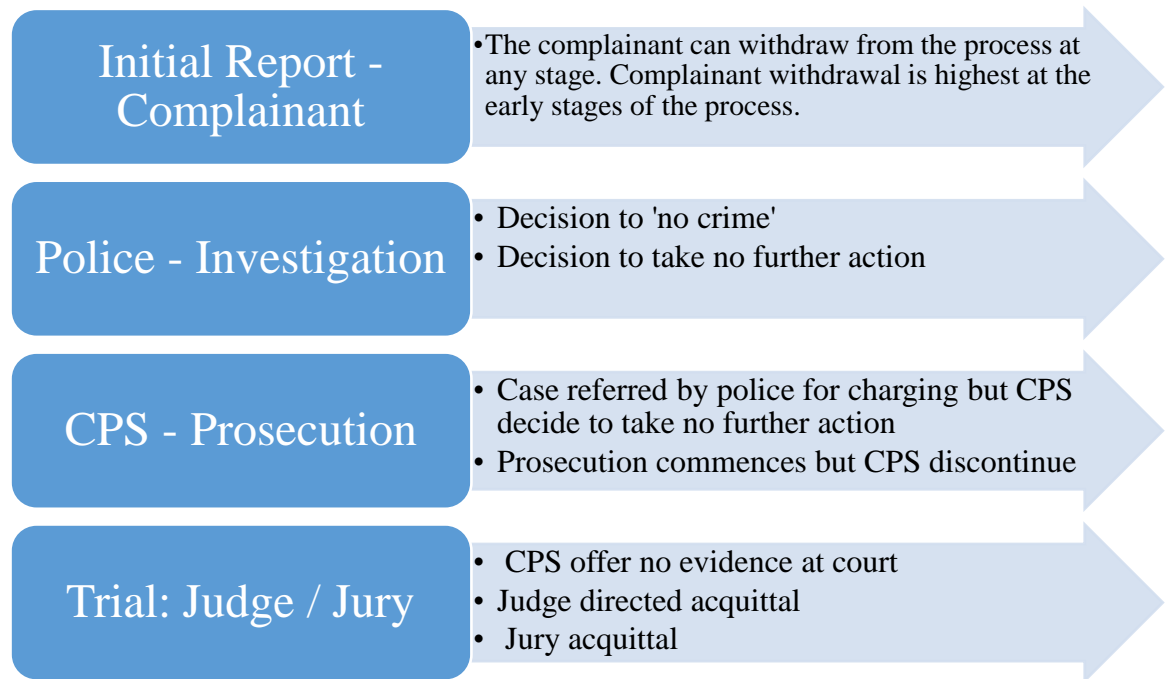 Initial Report -
Complainant
•The complainant can withdraw from the process at
any stage. Complainant withdrawal is highest at the
early stages of the process.
Police - Investigation
• Decision to 'no crime'
• Decision to take no further action
CPS - Prosecution
• Case referred by police for charging but CPS
decide to take no further action
• Prosecution commences but CPS discontinue
Trial: Judge / Jury
• CPS offer no evidence at court
• Judge directed acquittal
• Jury acquittal